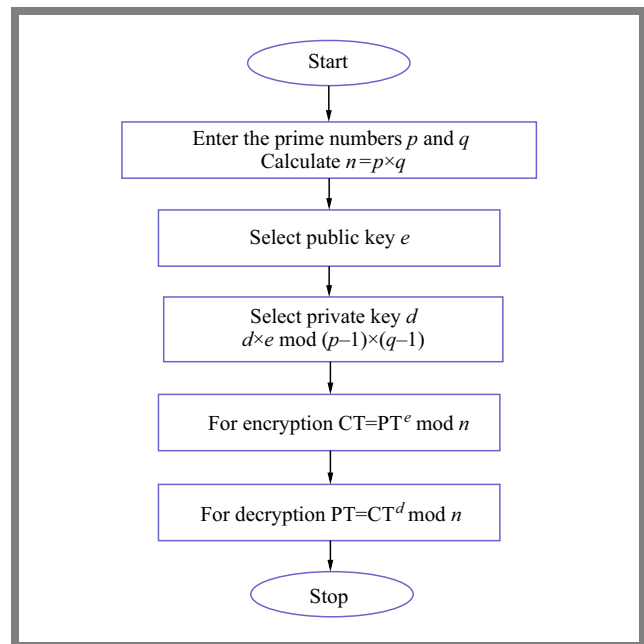 Start
Enter the prime numbers p and q
Calculate n=p×q
Select public key e
Select private key d
d×e mod (p–1)×(q–1)
For encryption CT=PTᵉ mod n
For decryption PT=CTᵈ mod n
Stop